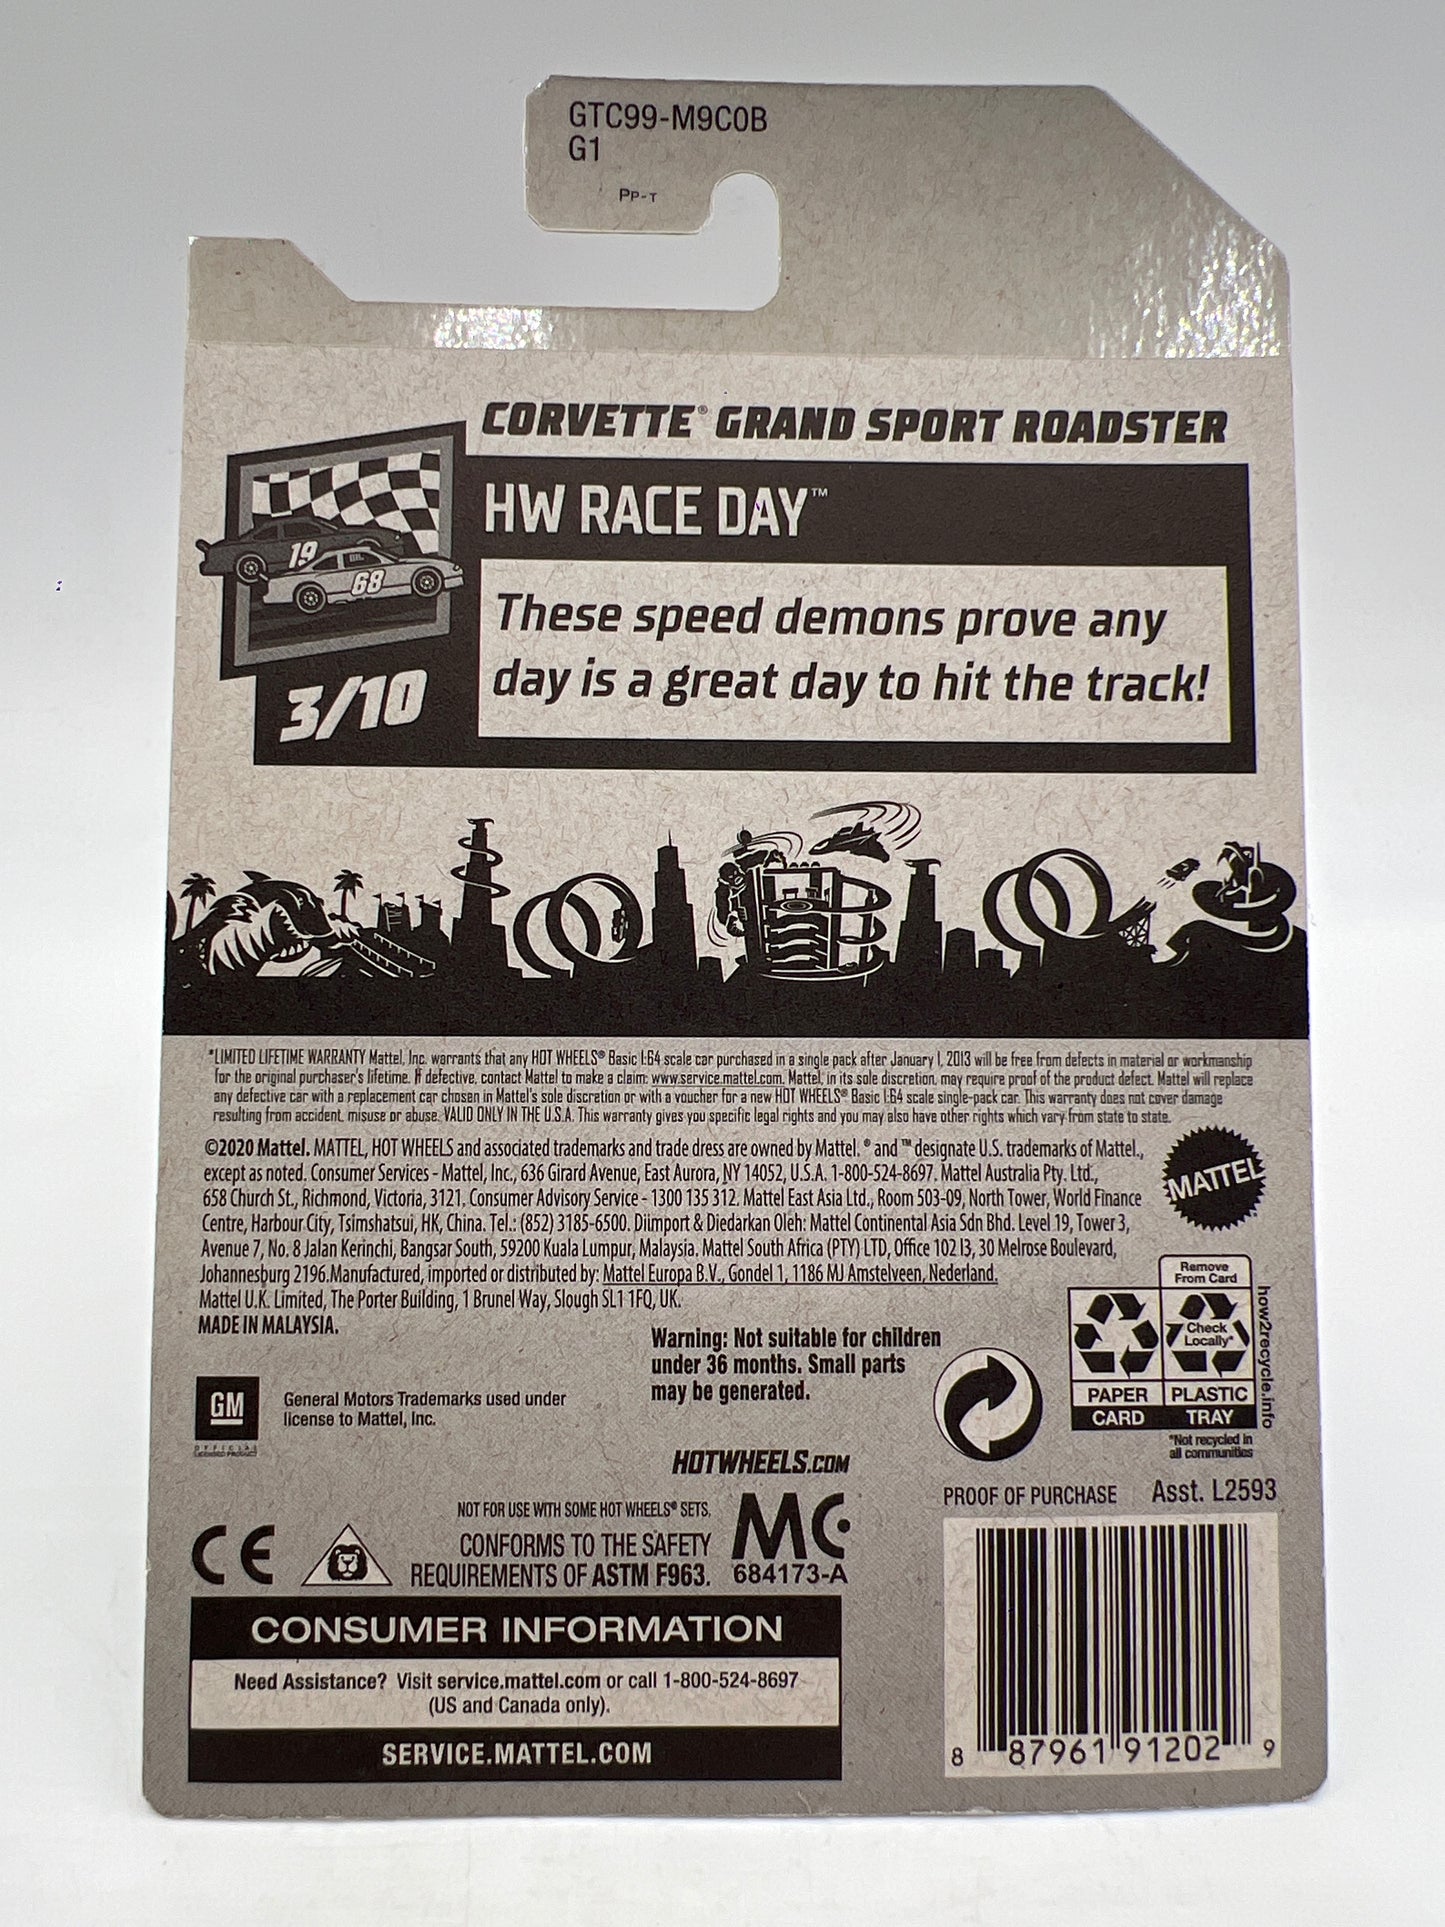 GTC99-M9C0B
G1
PP-T
CORVETTE® GRAND SPORT ROADSTER
HW RACE DAY™
19
68
3/10
These speed demons prove any
day is a great day to hit the track!
*LIMITED LIFETIME WARRANTY Mattel, Inc. warrants that any HOT WHEELS® Basic 1:64 scale car purchased in a single pack after January 1, 2013 will be free from defects in material or workmanship
for the original purchaser's lifetime. If defective, contact Mattel to make a claim: www.service.mattel.com. Mattel, in its sole discretion, may require proof of the product defect. Mattel will replace
any defective car with a replacement car chosen in Mattel's sole discretion or with a voucher for a new HOT WHEELS® Basic 1:64 scale single-pack car. This warranty does not cover damage
resulting from accident, misuse or abuse. VALID ONLY IN THE U.S.A. This warranty gives you specific legal rights and you may also have other rights which vary from state to state.
©2020 Mattel. MATTEL, HOT WHEELS and associated trademarks and trade dress are owned by Mattel. ® and ™ designate U.S. trademarks of Mattel.,
except as noted. Consumer Services - Mattel, Inc., 636 Girard Avenue, East Aurora, NY 14052, U.S.A. 1-800-524-8697. Mattel Australia Pty. Ltd.,
658 Church St., Richmond, Victoria, 3121. Consumer Advisory Service - 1300 135 312. Mattel East Asia Ltd., Room 503-09, North Tower, World Finance
Centre, Harbour City, Tsimshatsui, HK, China. Tel.: (852) 3185-6500. Diimport & Diedarkan Oleh: Mattel Continental Asia Sdn Bhd. Level 19, Tower 3,
Avenue 7, No. 8 Jalan Kerinchi, Bangsar South, 59200 Kuala Lumpur, Malaysia. Mattel South Africa (PTY) LTD, Office 102 I3, 30 Melrose Boulevard,
Johannesburg 2196.Manufactured, imported or distributed by: Mattel Europa B.V., Gondel 1, 1186 MJ Amstelveen, Nederland.
Mattel U.K. Limited, The Porter Building, 1 Brunel Way, Slough SL1 1FQ, UK.
MADE IN MALAYSIA.
MATTEL
Remove
From Card
Check
Locally*
PAPER
PLASTIC
CARD
TRAY
how2recycle.info
*Not recycled in
all communities
Warning: Not suitable for children
under 36 months. Small parts
may be generated.
GM
OFFICIAL
LICENSED PRODUCT
General Motors Trademarks used under
license to Mattel, Inc.
HOTWHEELS.COM
PROOF OF PURCHASE
Asst. L2593
NOT FOR USE WITH SOME HOT WHEELS® SETS.
CE
CONFORMS TO THE SAFETY
REQUIREMENTS OF ASTM F963.
MC
684173-A
CONSUMER INFORMATION
Need Assistance? Visit service.mattel.com or call 1-800-524-8697
(US and Canada only).
SERVICE.MATTEL.COM
8 87961 91202 9